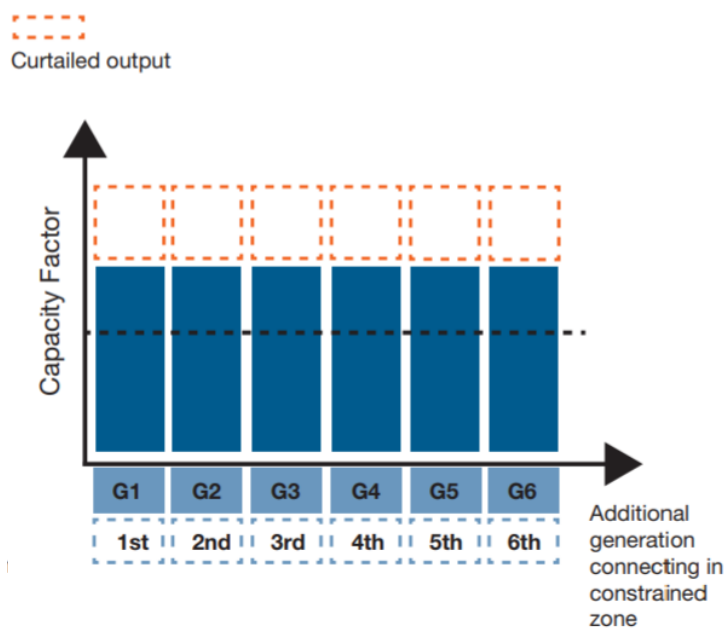 Curtailed output
Capacity Factor
G1 G2 G3 G4 G5 G6
1st 2nd 3rd 4th 5th 6th
Additional
generation
connecting in
constrained
zone